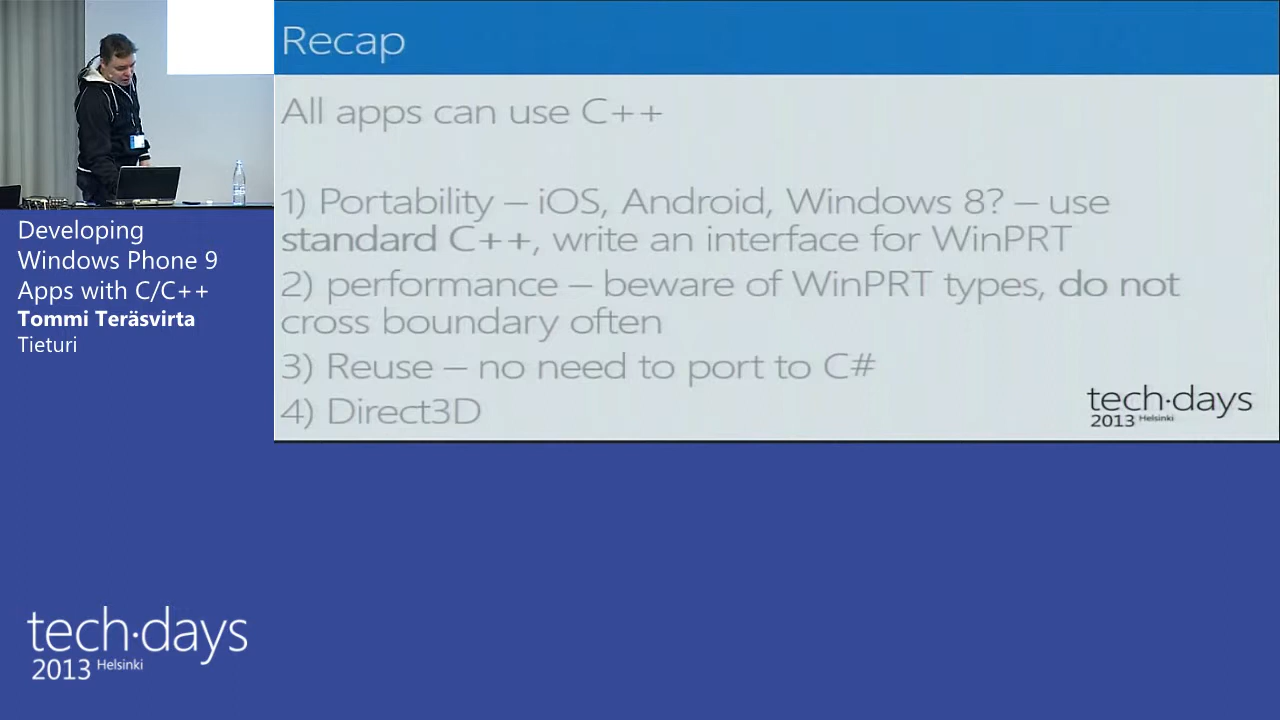 Recap
All apps can use C++
1) Portability – iOS, Android, Windows 8? – use
standard C++, write an interface for WinPRT
2) performance – beware of WinPRT types, do not
cross boundary often
3) Reuse – no need to port to C#
4) Direct3D
tech·days
2013 Helsinki
Developing
Windows Phone 9
Apps with C/C++
Tommi Teräsvirta
Tieturi
tech·days
2013 Helsinki